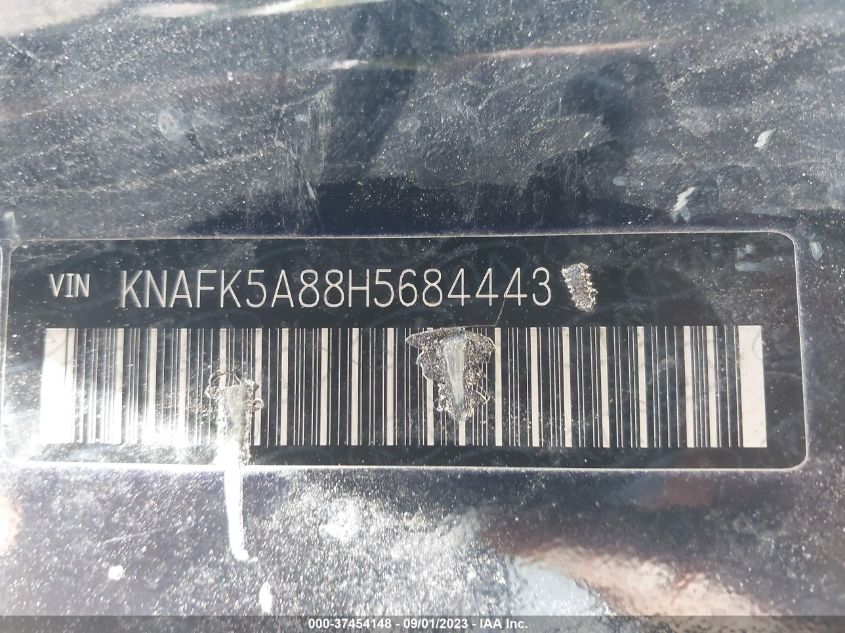 VIN KNAFK5A88H5684443
000-37454148 - 09/01/2023 - IAA Inc.